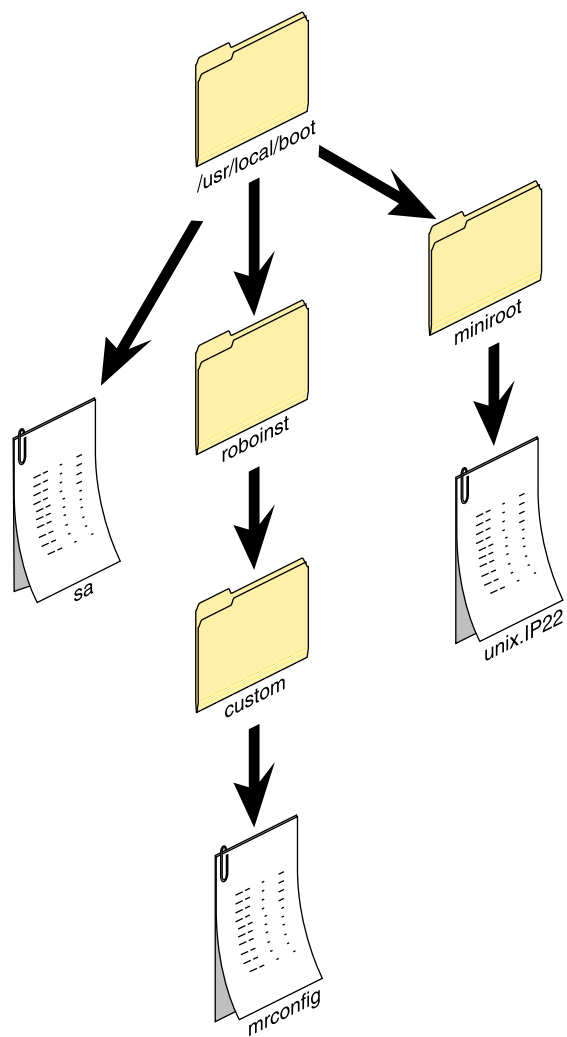 /usr/local/boot
miniroot
roboinst
sa
unix.IP22
custom
mrconfig